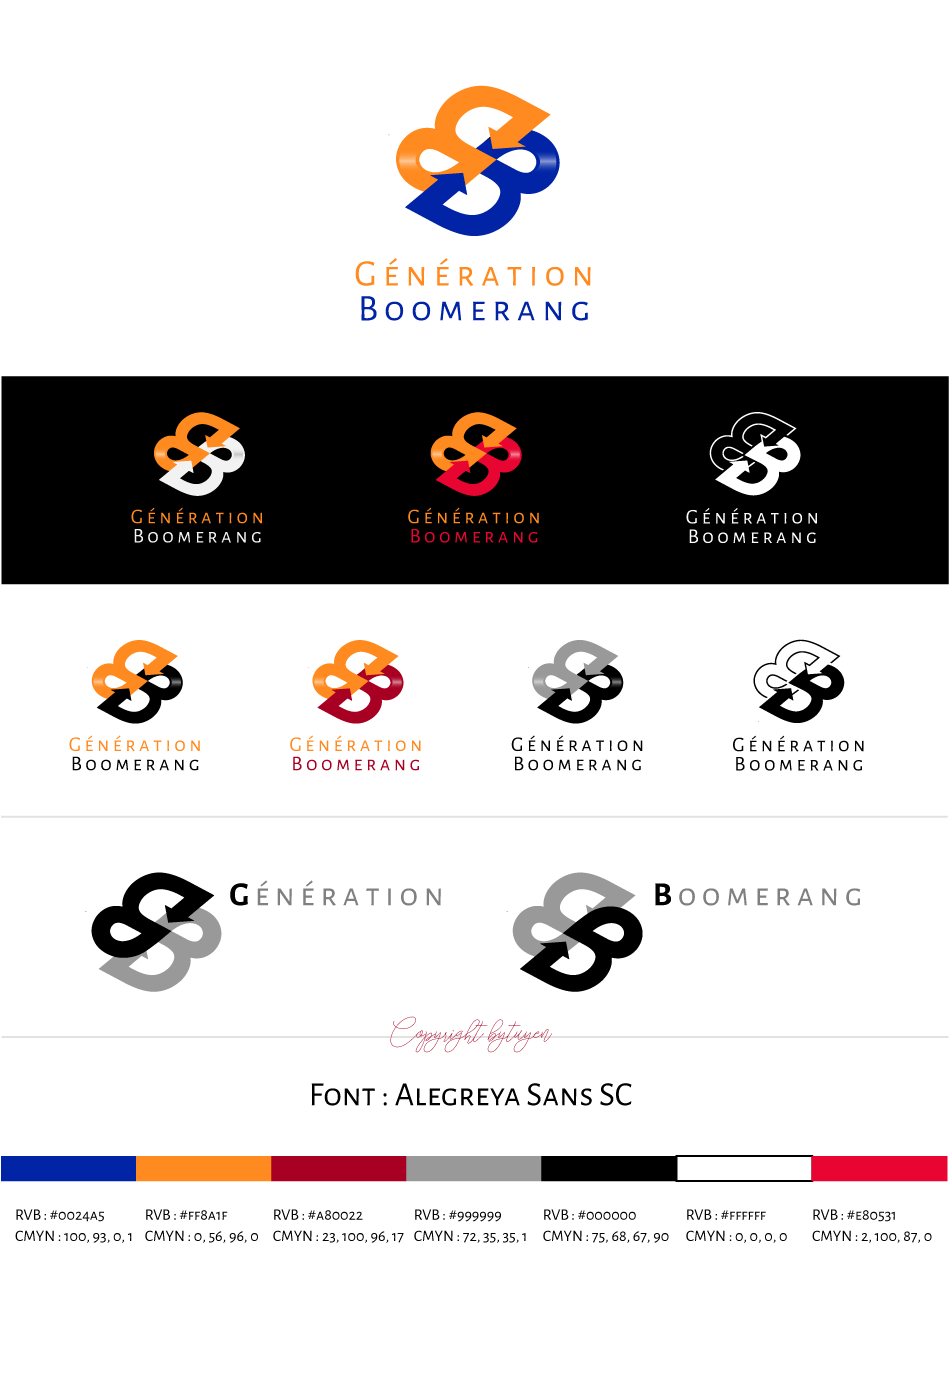 Génération
Boomerang
Génération
Boomerang
Génération
Boomerang
Génération
Boomerang
Génération
Boomerang
Génération
Boomerang
Génération
Boomerang
Génération
Boomerang
Génération
Boomerang
Copyright bytuyen
Font : Alegreya Sans SC
RVB : #0024A5
CMYN : 100, 93, 0, 1
RVB : #FF8A1F
CMYN : 0, 56, 96, 0
RVB : #A80022
CMYN : 23, 100, 96, 17
RVB : #999999
CMYN : 72, 35, 35, 1
RVB : #000000
CMYN : 75, 68, 67, 90
RVB : #FFFFFF
CMYN : 0, 0, 0, 0
RVB : #E80531
CMYN : 2, 100, 87, 0